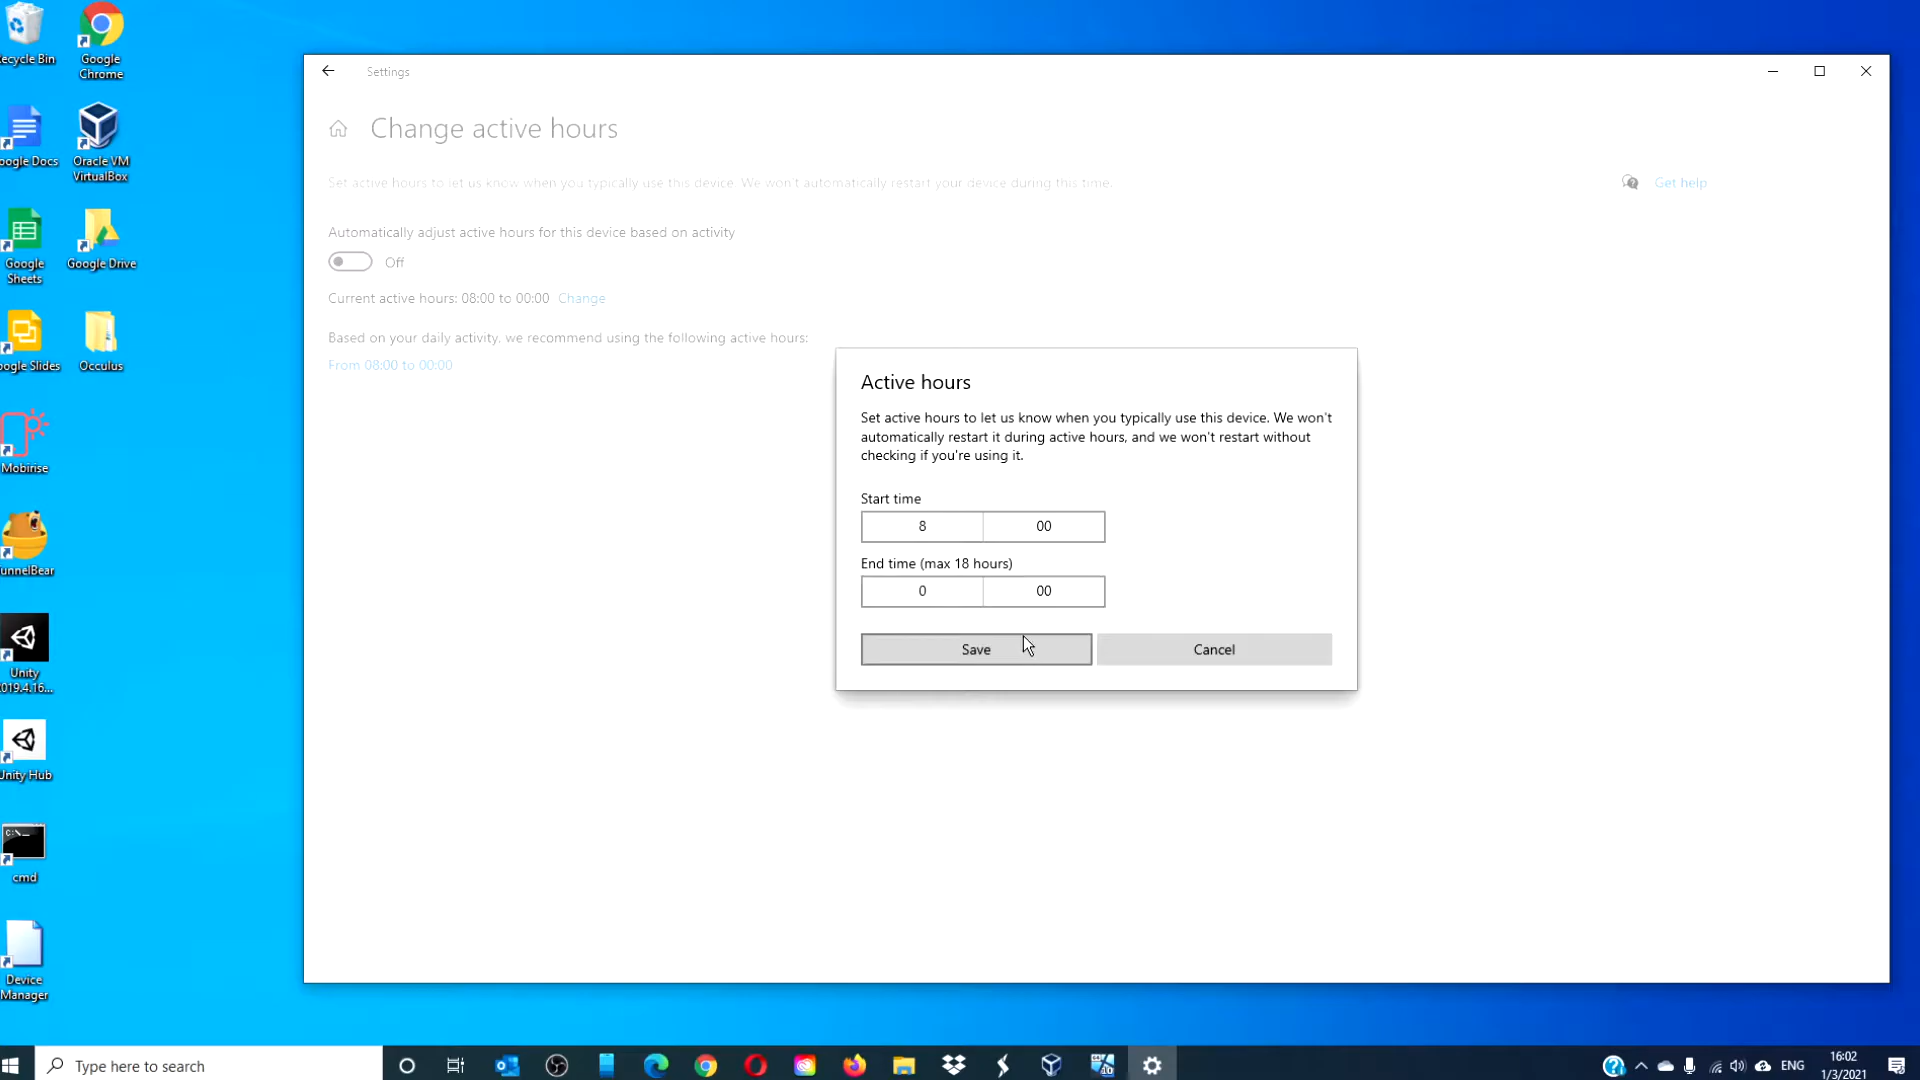 ecycle Bin
Google
Chrome
oogle Docs
Oracle VM
VirtualBox
Google
Sheets
Google Drive
oogle Slides
Occulus
Mobirise
unnelBear
Unity
2019.4.16...
Unity Hub
C:\
cmd
Device
Manager
Settings
Change active hours
Set active hours to let us know when you typically use this device. We won't automatically restart your device during this time.
Get help
Automatically adjust active hours for this device based on activity
Off
Current active hours: 08:00 to 00:00 Change
Based on your daily activity, we recommend using the following active hours:
From 08:00 to 00:00
Active hours
Set active hours to let us know when you typically use this device. We won't
automatically restart it during active hours, and we won't restart without
checking if you're using it.
Start time
8 00
End time (max 18 hours)
0 00
Save Cancel
Type here to search
ENG
16:02
1/3/2021